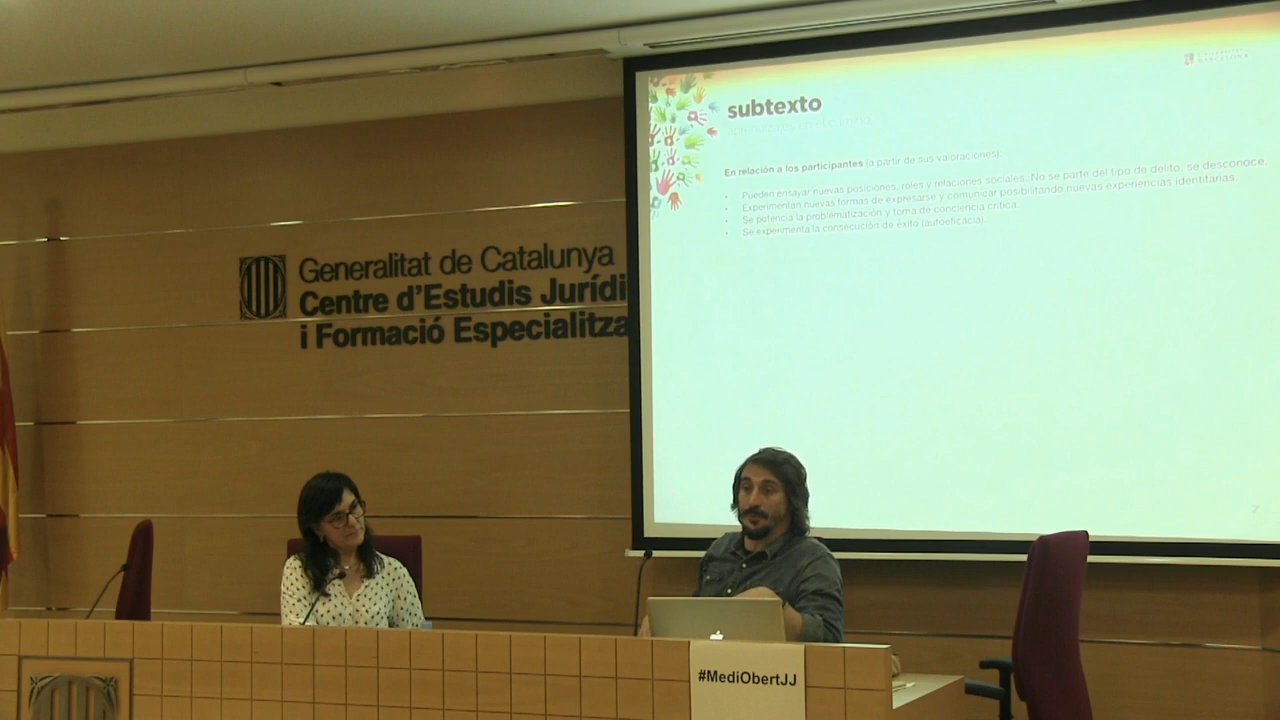 subtexto
En relación a los participantes (a partir de sus valoraciones)
• Pueden ensayar nuevas posiciones, roles y relaciones sociales. No se parte del tipo de delito, se desconoce.
• Experimentan nuevas formas de expresarse y comunicar posibilitando nuevas experiencias identitarias.
• Se potencia la problematización y toma de conciencia crítica.
• Se experimenta la consecución de éxito (autoeficacia).
7
Generalitat de Catalunya
Centre d'Estudis Jurídi
i Formació Especialitza
#MediObertJJ